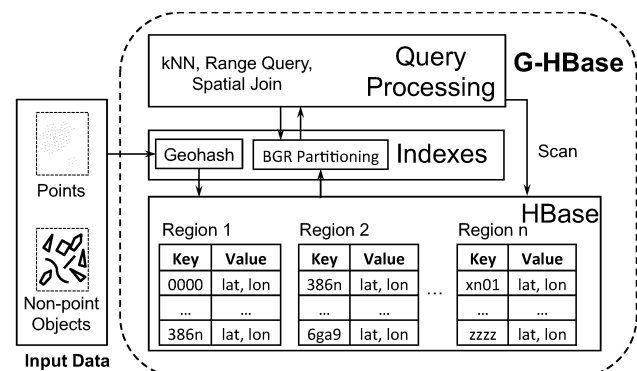 G-HBase
kNN, Range Query,
Spatial Join
Query
Processing
Geohash
BGR Partitioning
Indexes
Scan
Points
Non-point
Objects
Input Data
HBase
Region 1
Key Value
0000 lat, lon
... ...
386n lat, lon
Region 2
Key Value
386n lat, lon
... ...
6ga9 lat, lon
...
Region n
Key Value
xn01 lat, lon
... ...
zzzz lat, lon